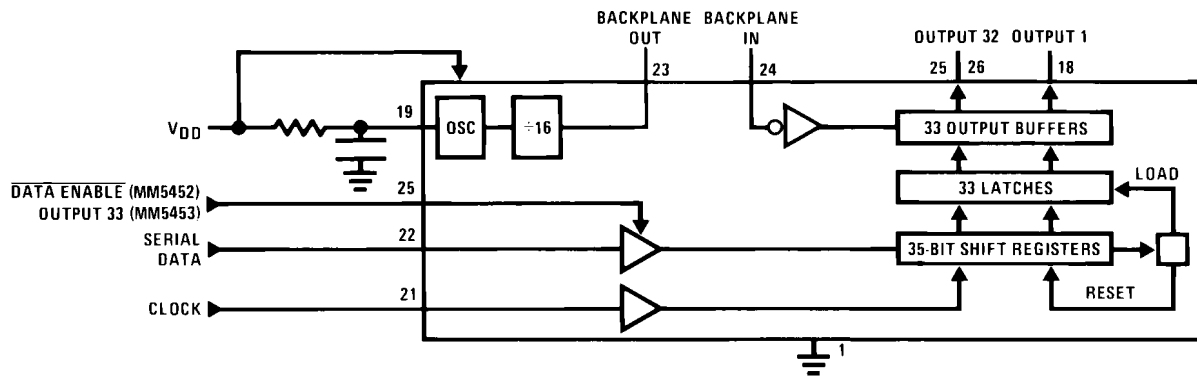 BACKPLANE OUT
BACKPLANE IN
OUTPUT 32
OUTPUT 1
23
24
25
26
18
19
VDD
OSC
÷16
33 OUTPUT BUFFERS
LOAD
33 LATCHES
DATA ENABLE (MM5452)
OUTPUT 33 (MM5453)
25
SERIAL DATA
22
35-BIT SHIFT REGISTERS
RESET
CLOCK
21
1